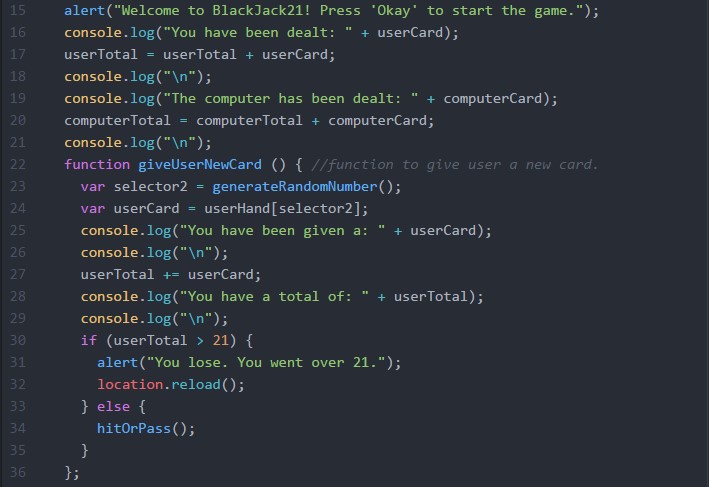 15 alert("Welcome to BlackJack21! Press 'Okay' to start the game.");
16 console.log("You have been dealt: " + userCard);
17 userTotal = userTotal + userCard;
18 console.log("\n");
19 console.log("The computer has been dealt: " + computerCard);
20 computerTotal = computerTotal + computerCard;
21 console.log("\n");
22 function giveUserNewCard () { //function to give user a new card.
23 var selector2 = generateRandomNumber();
24 var userCard = userHand[selector2];
25 console.log("You have been given a: " + userCard);
26 console.log("\n");
27 userTotal += userCard;
28 console.log("You have a total of: " + userTotal);
29 console.log("\n");
30 if (userTotal > 21) {
31 alert("You lose. You went over 21.");
32 location.reload();
33 } else {
34 hitOrPass();
35 }
36 };